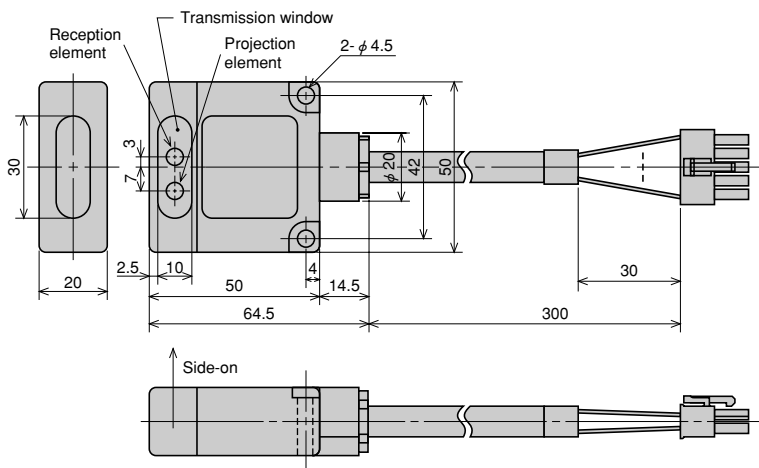 Transmission window
Reception
element
Projection
element
2- φ 4.5
30
3
7
φ 20
42
50
2.5
10
4
20
50
14.5
30
64.5
300
Side-on